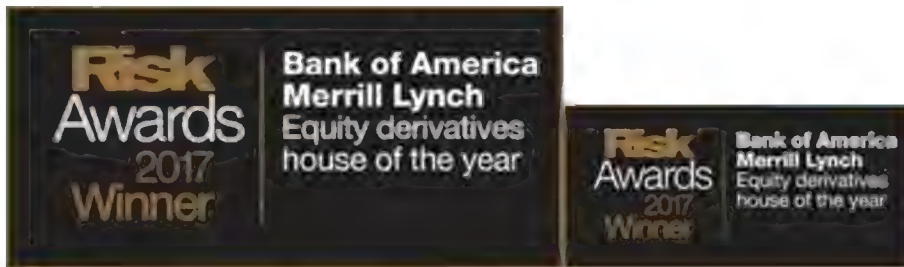 Risk
Awards
2017
Winner
Bank of America
Merrill Lynch
Equity derivatives
house of the year
Risk
Awards
2017
Winner
Bank of America
Merrill Lynch
Equity derivatives
house of the year